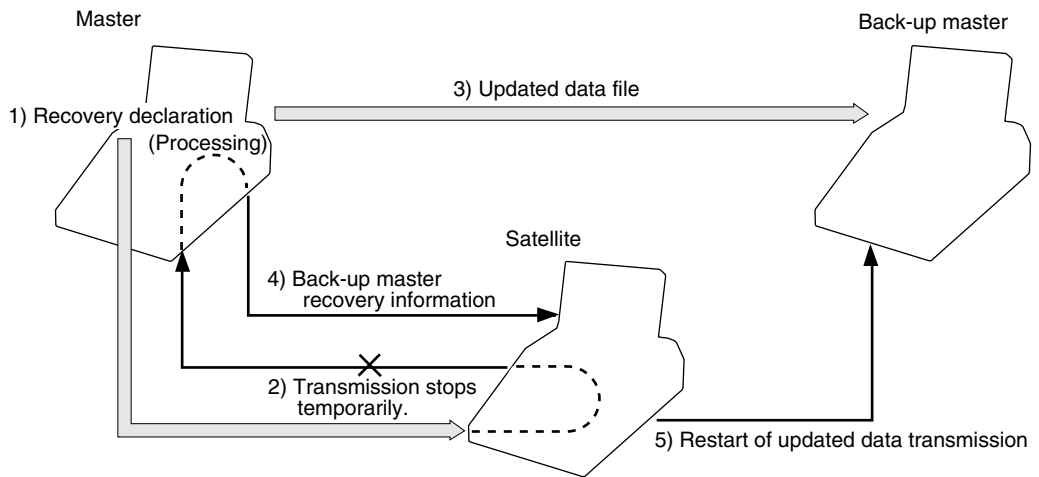 Master
Back-up master
3) Updated data file
1) Recovery declaration
(Processing)
Satellite
4) Back-up master
recovery information
2) Transmission stops
temporarily.
5) Restart of updated data transmission